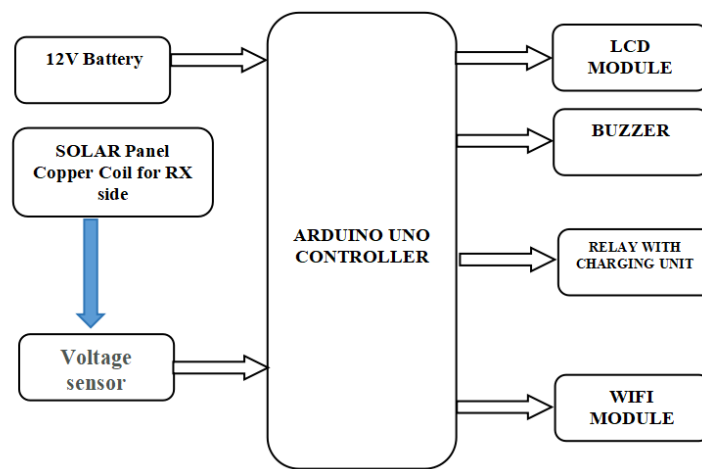 12V Battery
SOLAR Panel
Copper Coil for RX
side
Voltage
sensor
ARDUINO UNO
CONTROLLER
LCD
MODULE
BUZZER
RELAY WITH
CHARGING UNIT
WIFI
MODULE